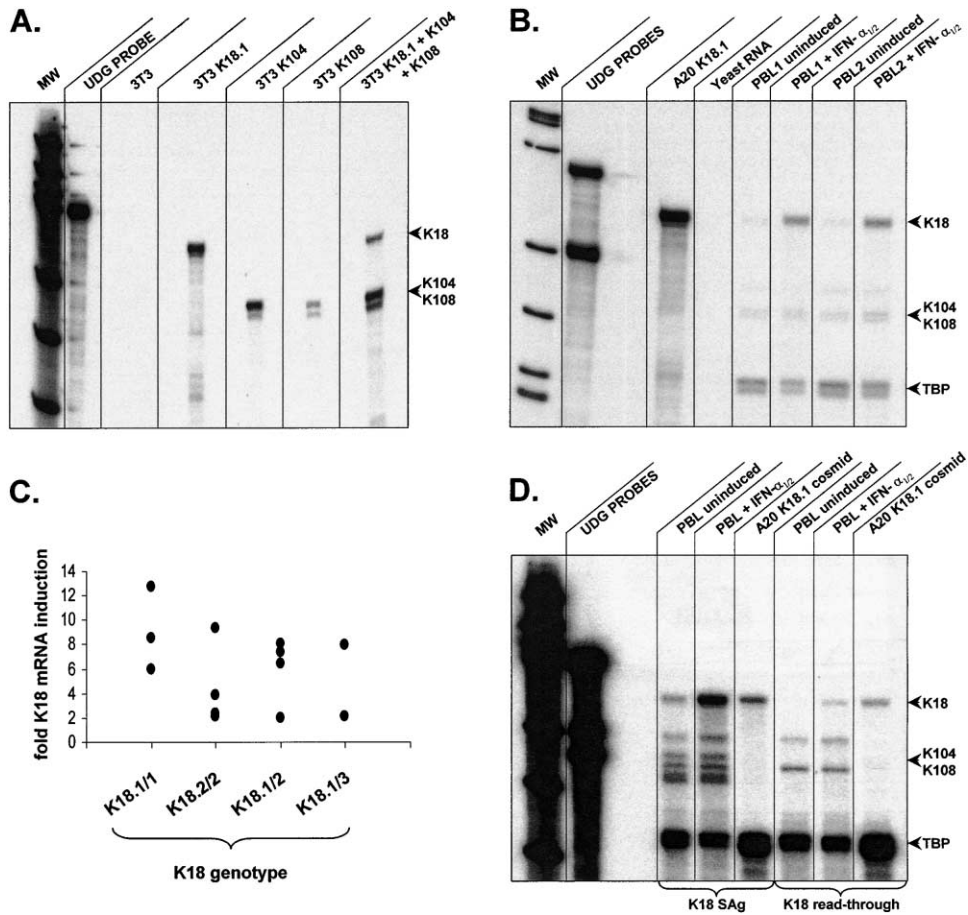 A.
MW
UDG PROBE
3T3
3T3 K18.1
3T3 K104
3T3 K108
3T3 K18.1 + K104
+ K108
K18
K104
K108
B.
MW
UDG PROBES
A20 K18.1
Yeast RNA
PBL1 uninduced
PBL1 + IFN- α1/2
PBL2 uninduced
PBL2 + IFN- α1/2
K18
K104
K108
TBP
C.
fold K18 mRNA induction
14
12
10
8
6
4
2
0
K18.1/1
K18.2/2
K18.1/2
K18.1/3
K18 genotype
D.
MW
UDG PROBES
PBL uninduced
PBL + IFN-α1/2
A20 K18.1 cosmid
PBL uninduced
PBL + IFN- α1/2
A20 K18.1 cosmid
K18
K104
K108
TBP
K18 SAg
K18 read-through